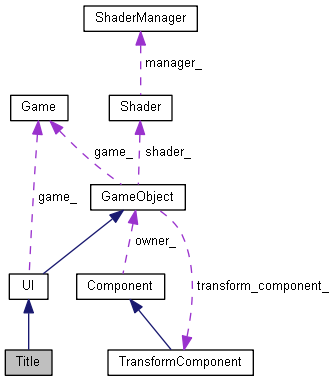 ShaderManager
manager_
Game
Shader
game_
shader_
GameObject
game_
owner_
UI
Component
transform_component_
Title
TransformComponent